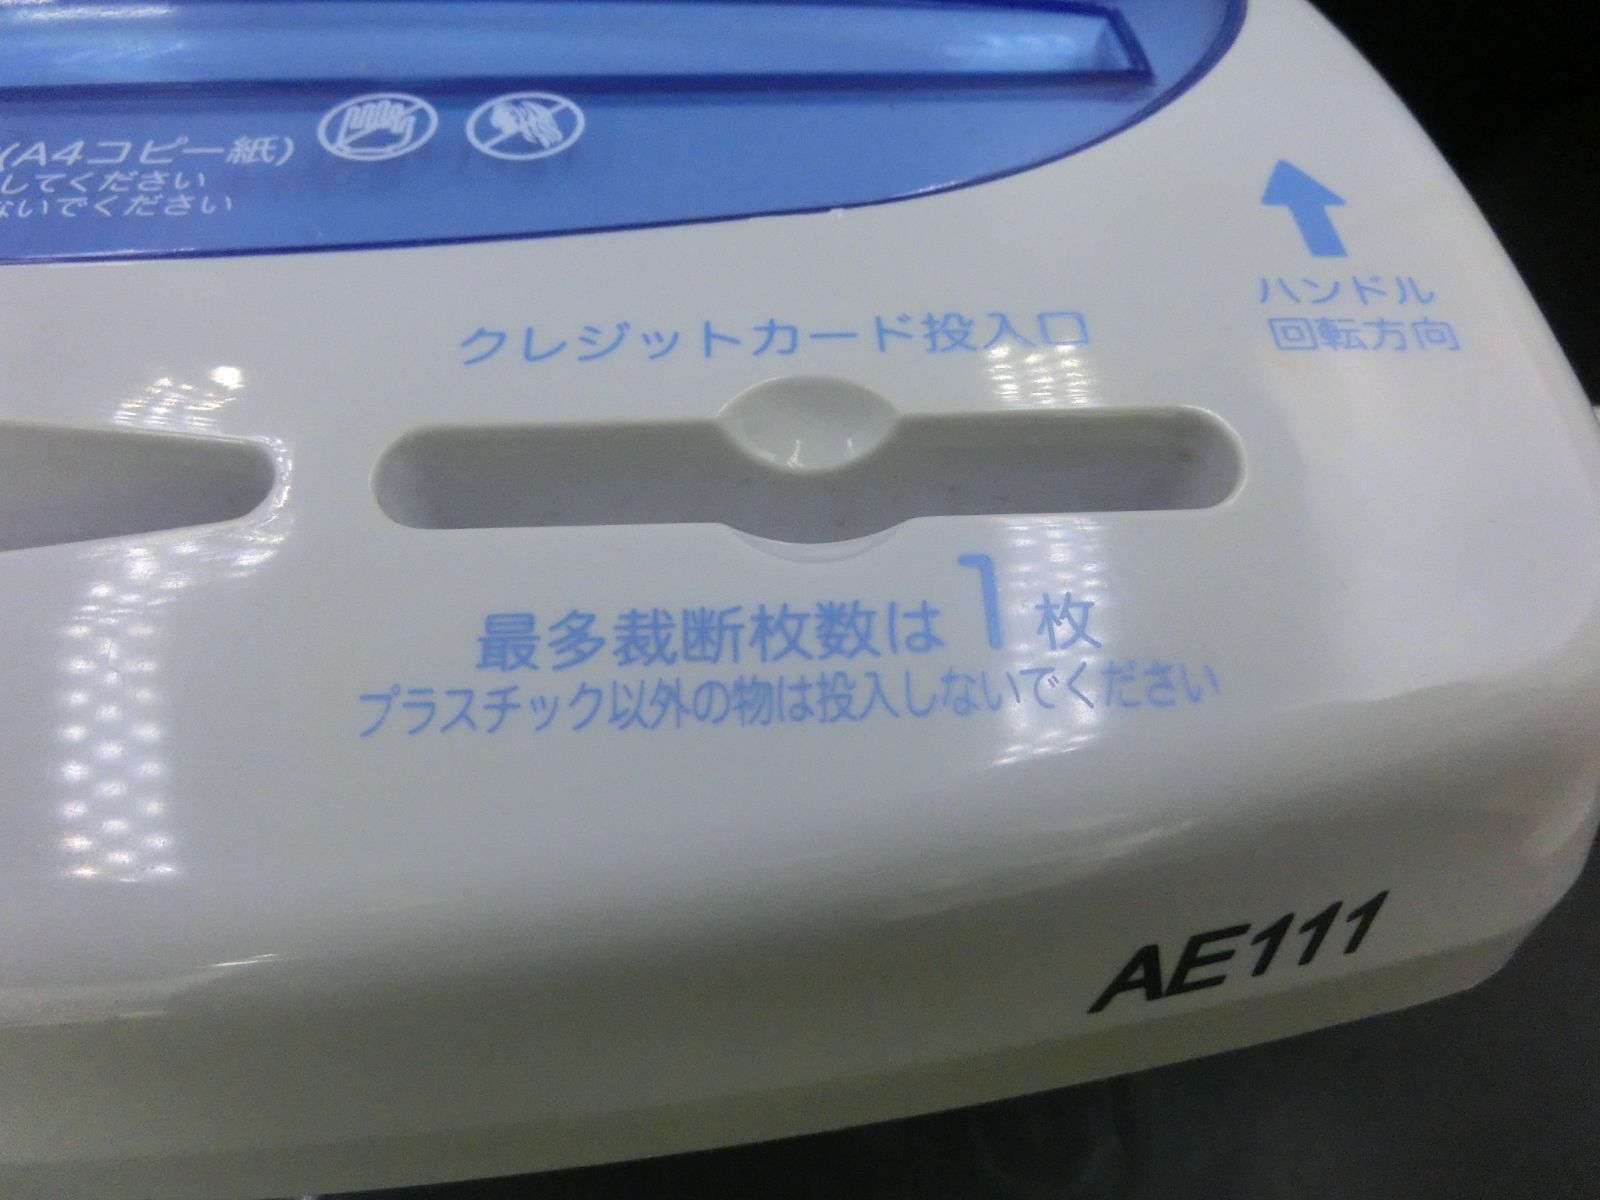 (A4コピー紙)
してください
ないでください
ハンドル
回転方向
クレジットカード投入口
最多裁断枚数は1枚
プラスチック以外の物は投入しないでください
AE111